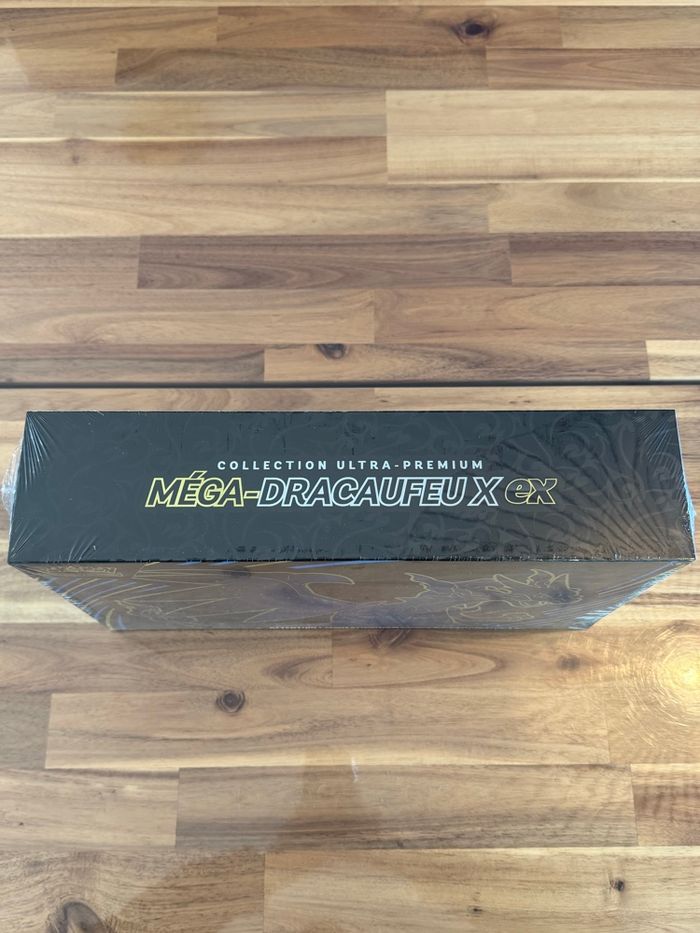 COLLECTION ULTRA-PREMIUM
MÉGA-DRACAUFEU X ex